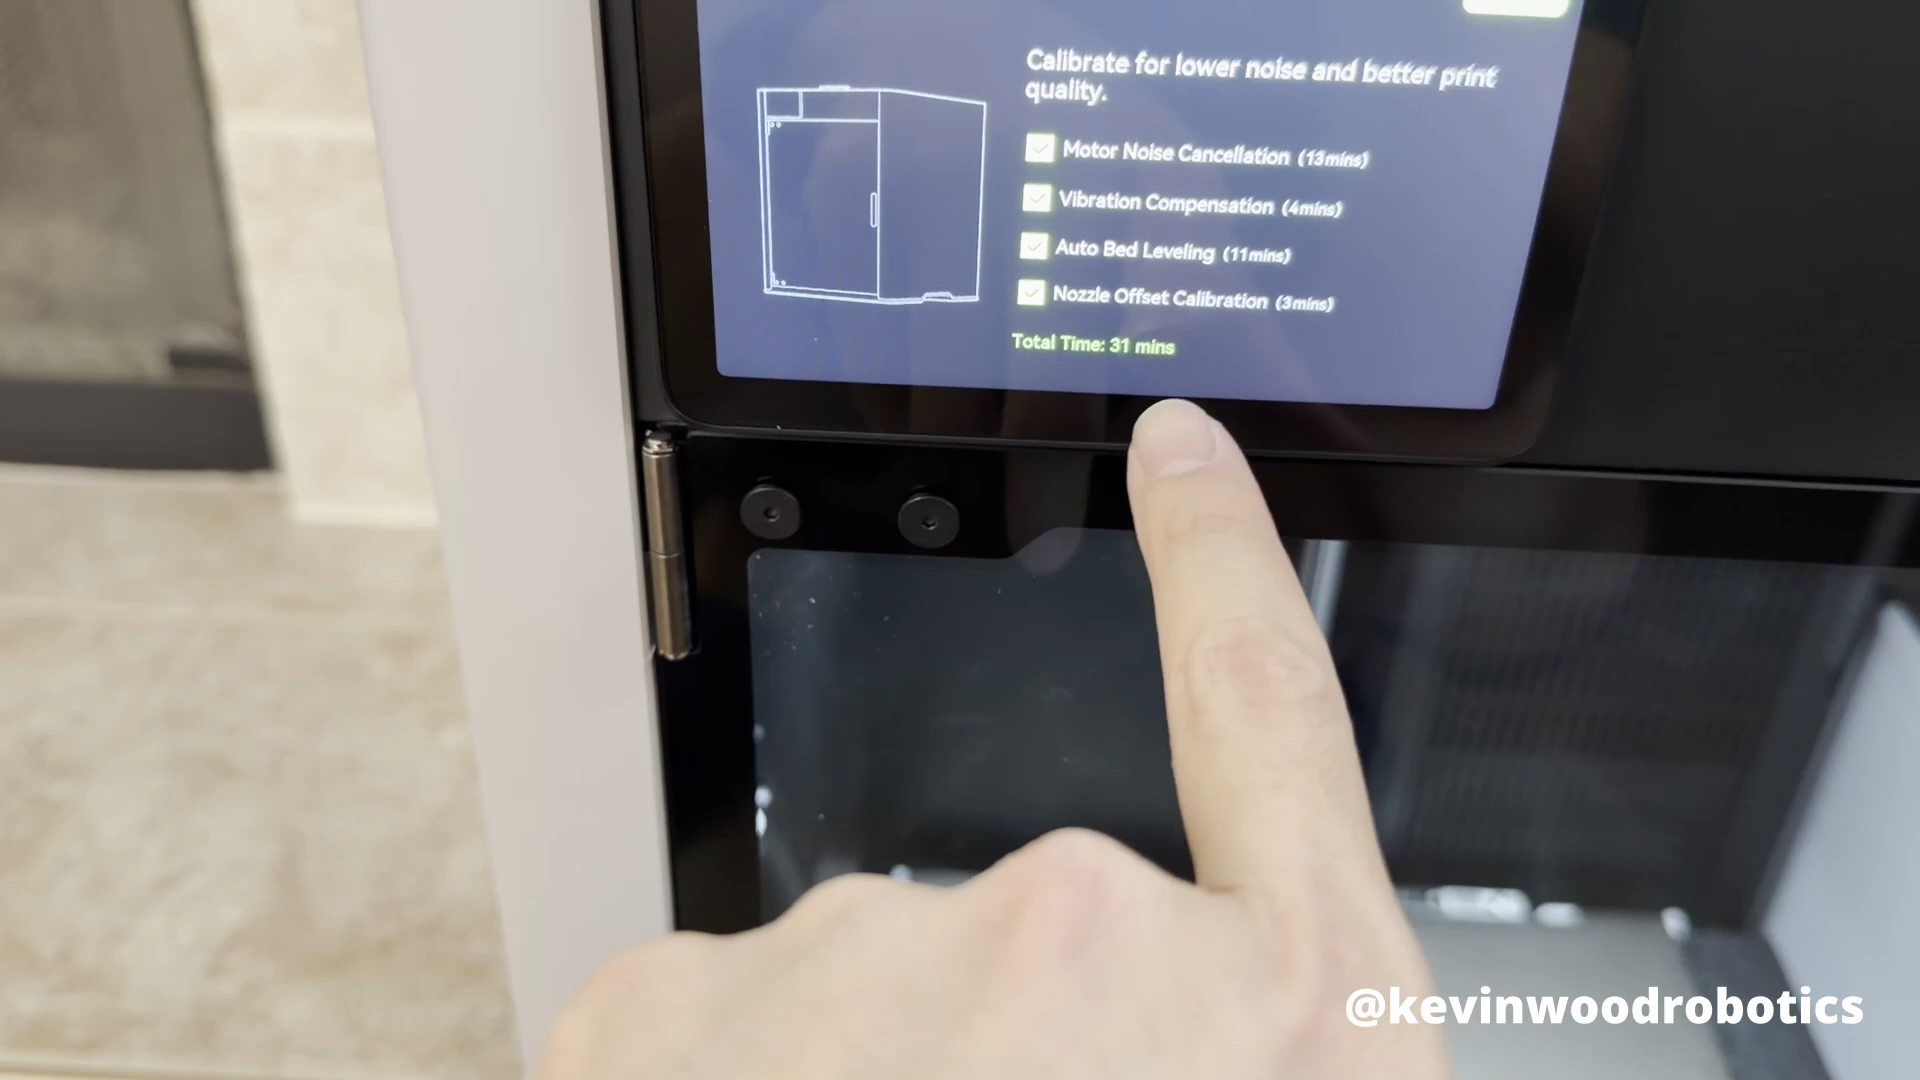 Calibrate for lower noise and better print
quality.
Motor Noise Cancellation (13mins)
Vibration Compensation (4mins)
Auto Bed Leveling (11mins)
Nozzle Offset Calibration (3mins)
Total Time: 31 mins
@kevinwoodrobotics